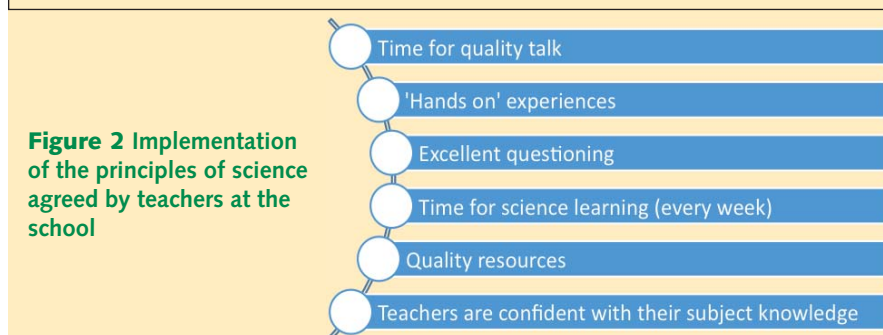 Figure 2 Implementation
of the principles of science
agreed by teachers at the
school
Time for quality talk
'Hands on' experiences
Excellent questioning
Time for science learning (every week)
Quality resources
Teachers are confident with their subject knowledge